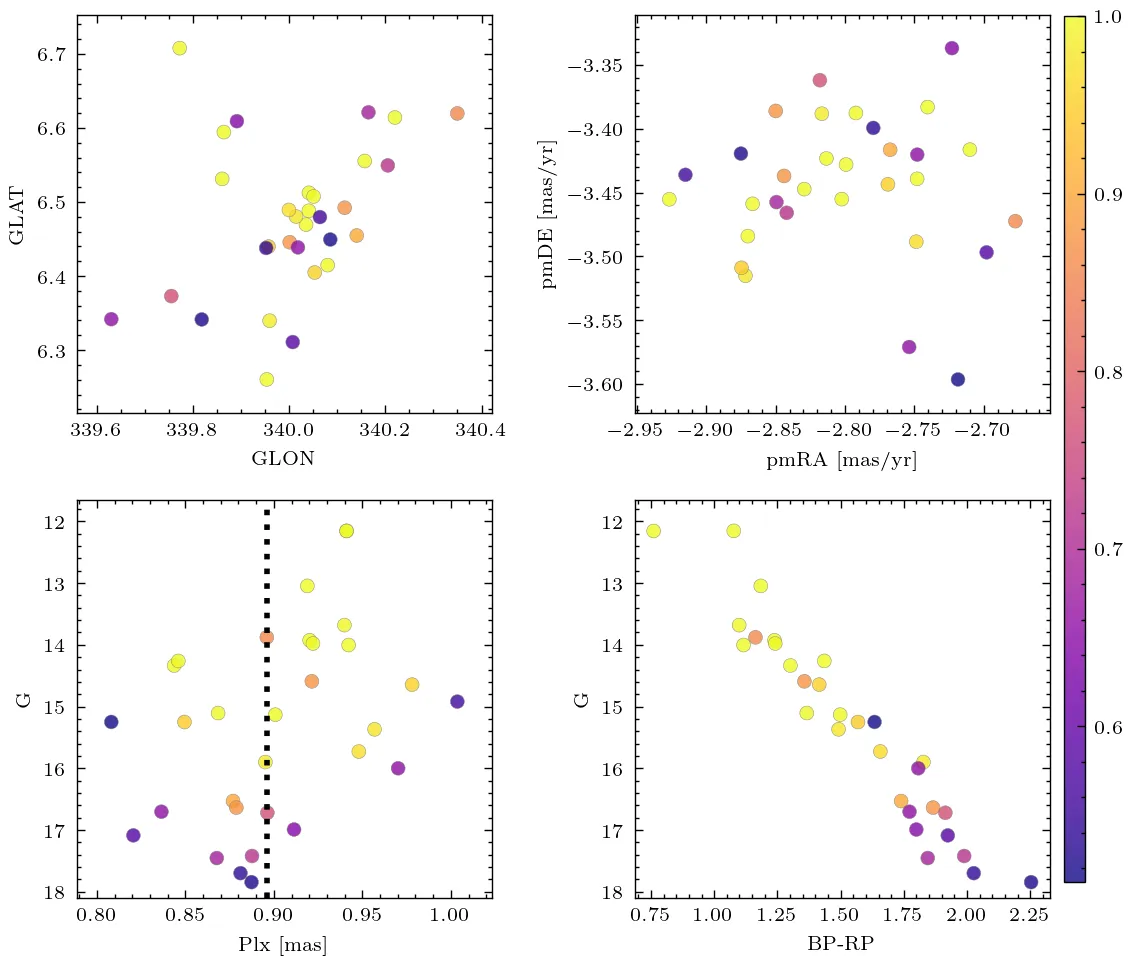 6.7
6.6
6.5
6.4
6.3
GLAT
339.6 339.8 340.0 340.2 340.4
GLON
−3.35
−3.40
−3.45
−3.50
−3.55
−3.60
pmDE [mas/yr]
−2.95 −2.90 −2.85 −2.80 −2.75 −2.70
pmRA [mas/yr]
1.0
0.9
0.8
0.7
0.6
12
13
14
15
16
17
18
G
0.80 0.85 0.90 0.95 1.00
Plx [mas]
12
13
14
15
16
17
18
G
0.75 1.00 1.25 1.50 1.75 2.00 2.25
BP-RP